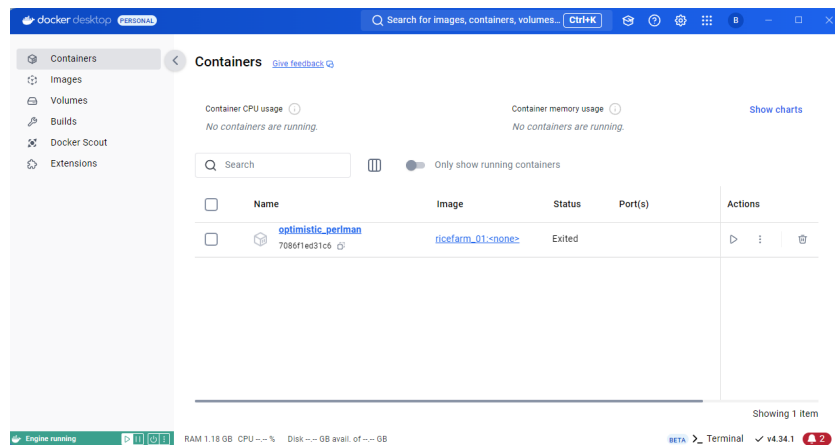 docker desktop PERSONAL
Search for images, containers, volumes... Ctrl+K
B
Containers
Images
Volumes
Builds
Docker Scout
Extensions
Containers Give feedback
Container CPU usage
No containers are running.
Container memory usage
No containers are running.
Show charts
Search
Only show running containers
Name Image Status Port(s) Actions
optimistic_perlman
7086f1ed31c6
ricefarm_01:<none> Exited
Showing 1 item
Engine running
RAM 1.18 GB CPU --.-- % Disk --.-- GB avail. of --.-- GB
BETA >_ Terminal v4.34.1 2